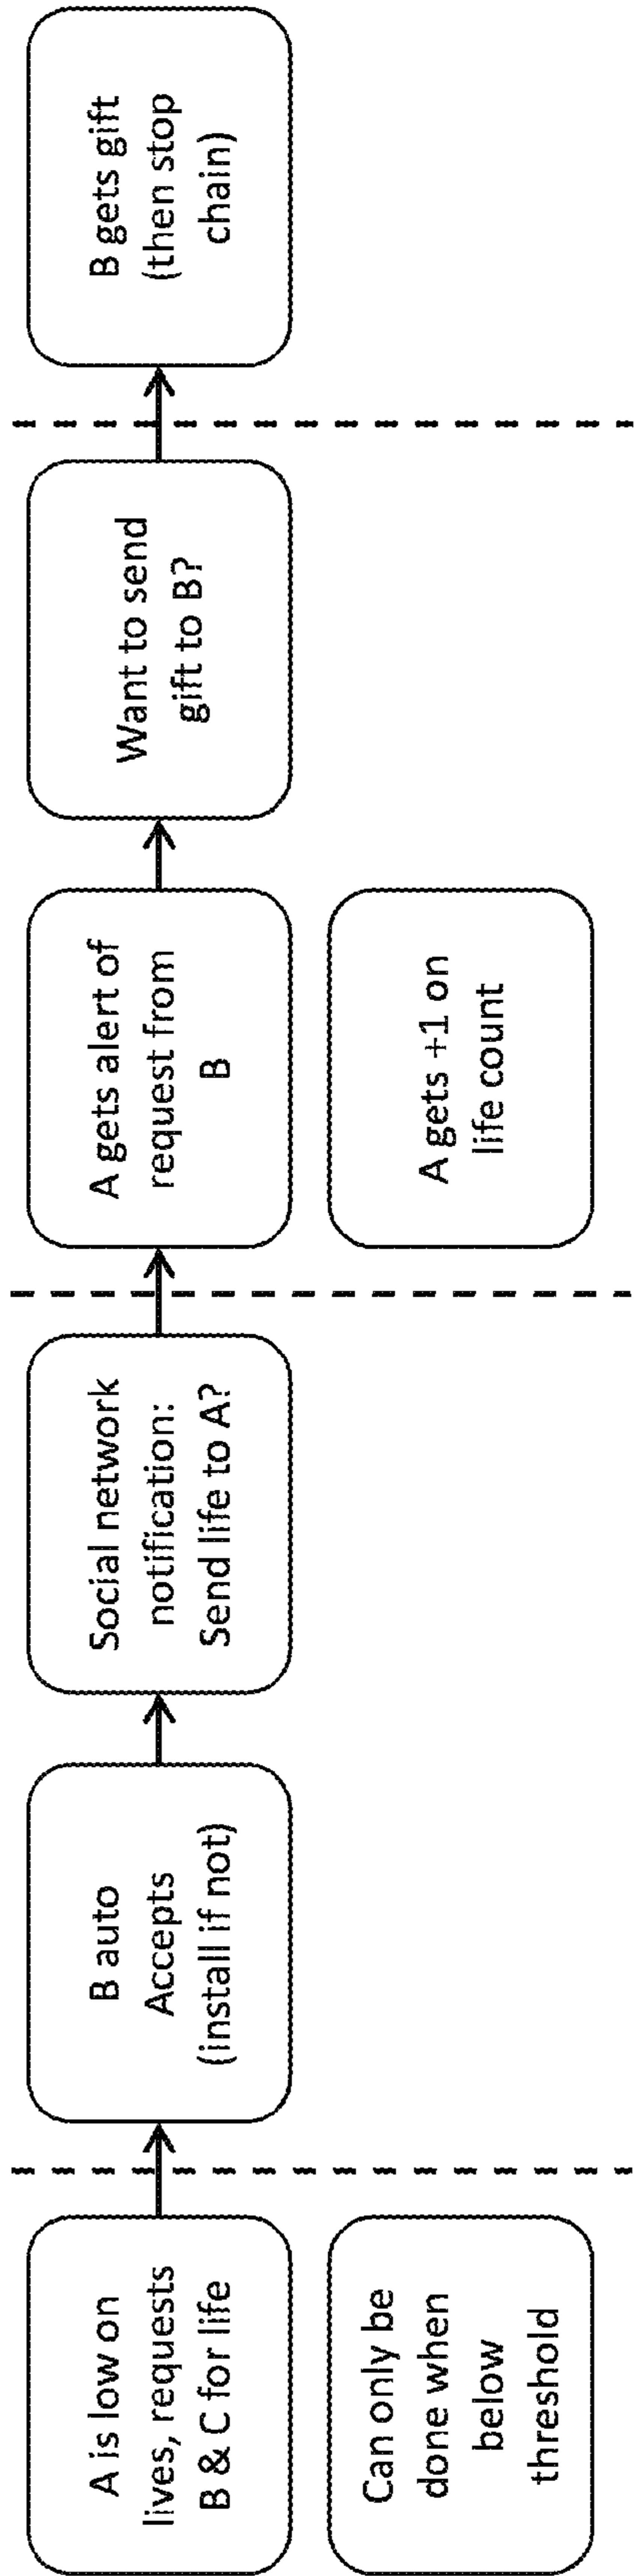 A is low on
lives, requests
B & C for life
Can only be
done when
below
threshold
B auto
Accepts
(install if not)
Social network
notification:
Send life to A?
A gets alert of
request from
B
A gets +1 on
life count
Want to send
gift to B?
B gets gift
(then stop
chain)